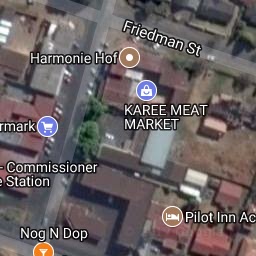 Friedman St
Harmonie Hof
KAREE MEAT
MARKET
rmark
- Commissioner
e Station
Pilot Inn Ac
Nog N Dop